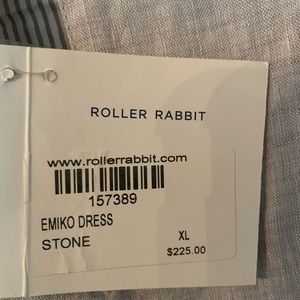 ROLLER RABBIT
www.rollerrabbit.com
157389
EMIKO DRESS
STONE XL
$225.00